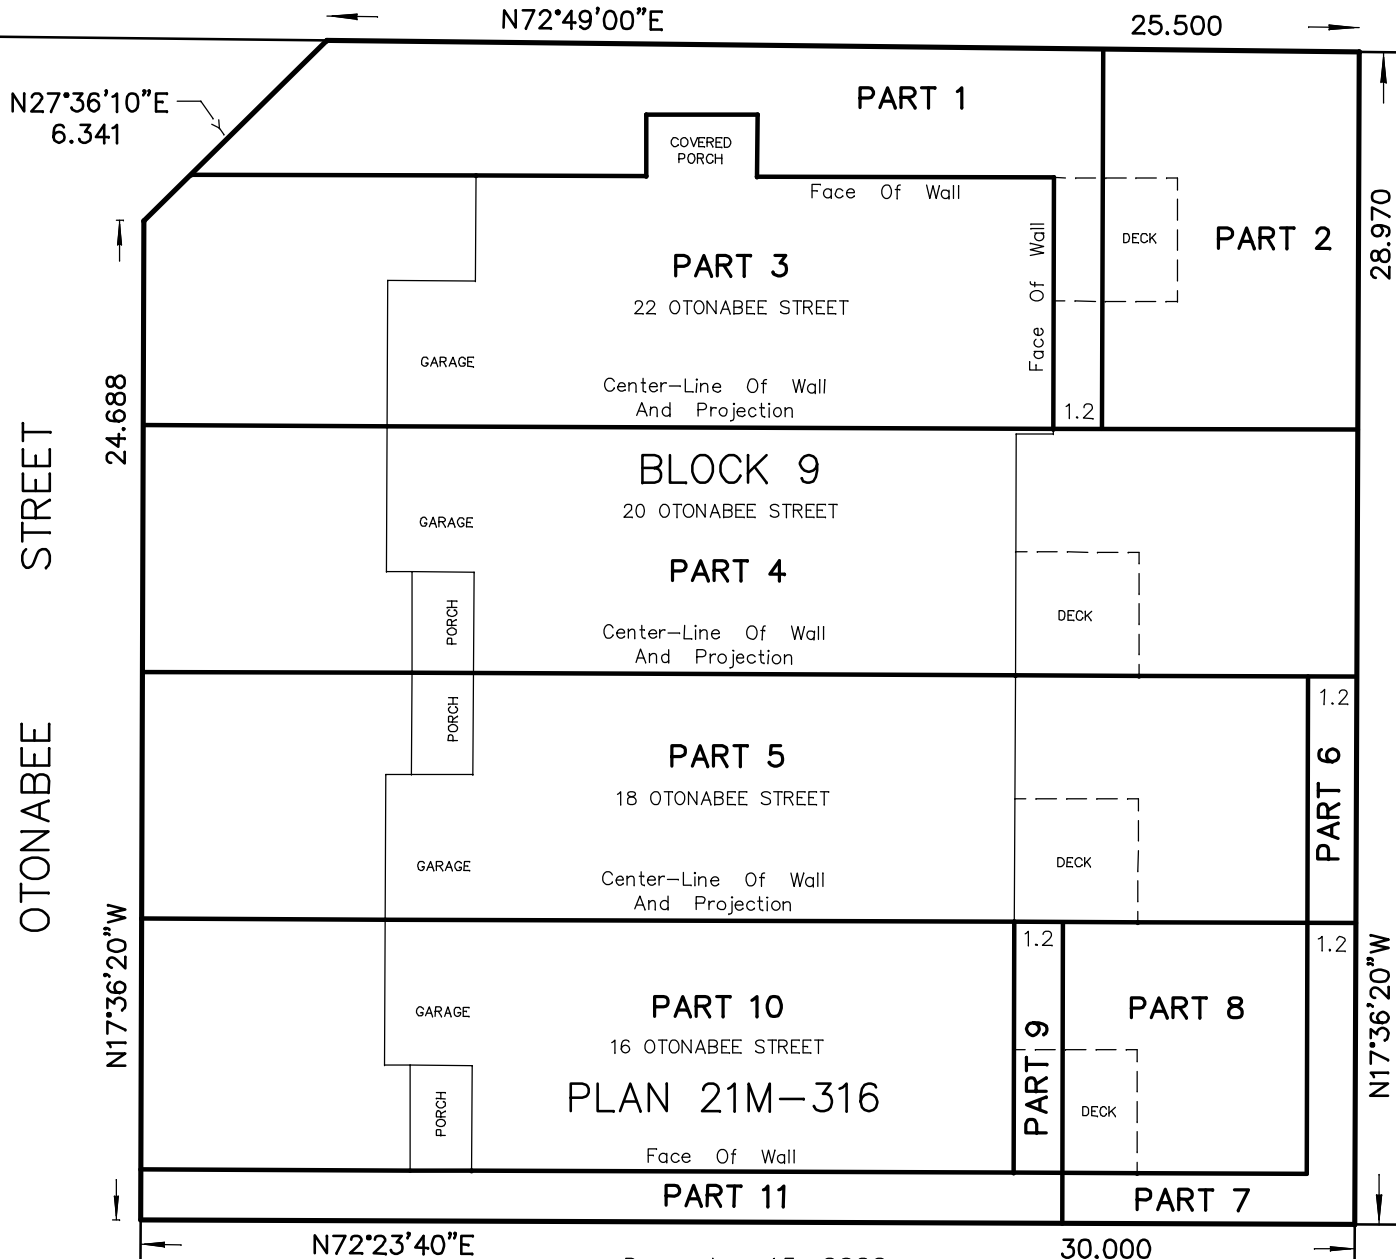 N72°49'00"E
25.500
N27°36'10"E
6.341
PART 1
COVERED
PORCH
Face Of Wall
Face Of Wall
DECK
PART 2
28.970
PART 3
22 OTONABEE STREET
GARAGE
Center-Line Of Wall
And Projection
1.2
24.688
OTONABEE STREET
BLOCK 9
20 OTONABEE STREET
GARAGE
PART 4
PORCH
DECK
Center-Line Of Wall
And Projection
1.2
PORCH
PART 5
18 OTONABEE STREET
PART 6
GARAGE
DECK
Center-Line Of Wall
And Projection
N17°36'20"W
1.2
1.2
N17°36'20"W
GARAGE
PART 10
16 OTONABEE STREET
PART 9
PART 8
PLAN 21M-316
PORCH
DECK
Face Of Wall
PART 11
PART 7
N72°23'40"E
30.000